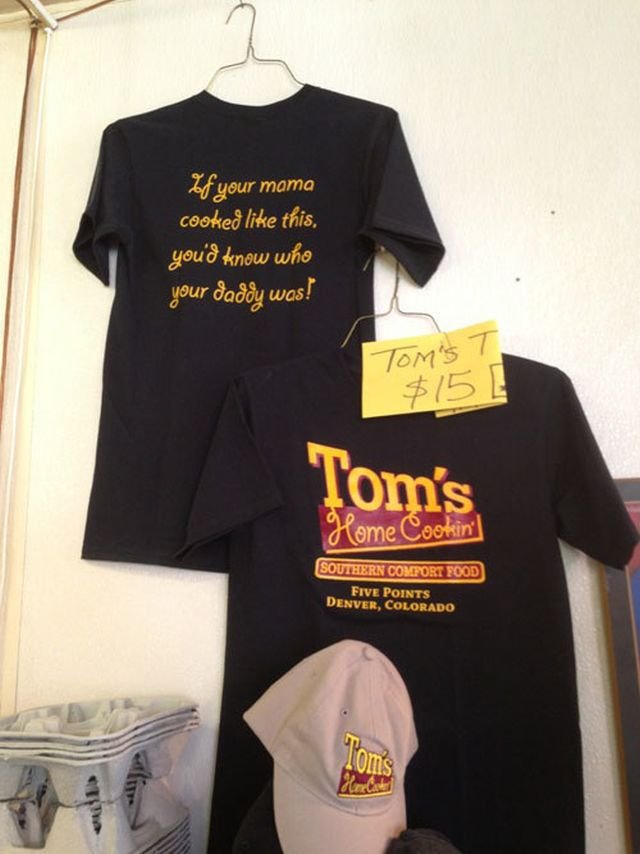 If your mama
cooked like this,
you'd know who
your daddy was!
TOM'S T
$15
Tom's
Home Cookin'
SOUTHERN COMFORT FOOD
FIVE POINTS
DENVER, COLORADO
Tom's
Home Cookin'